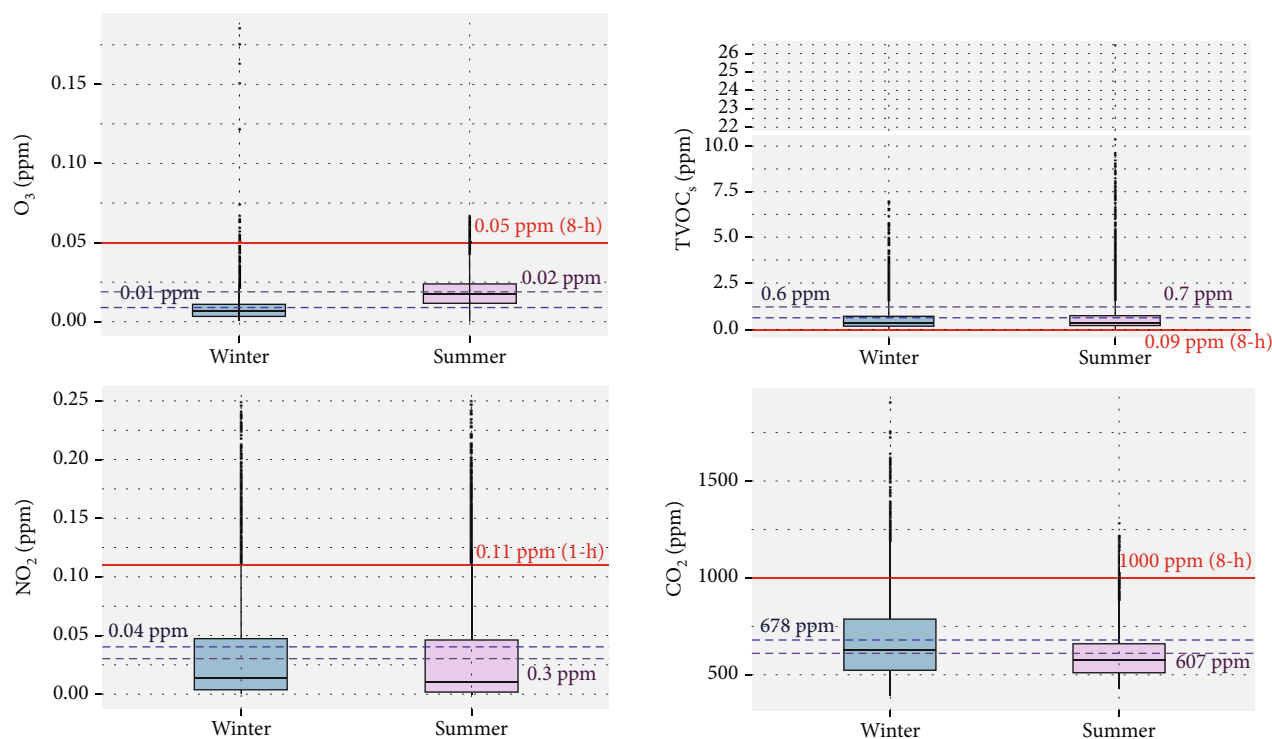 O3 (ppm)
0.15
0.10
0.05
0.00
0.05 ppm (8-h)
0.02 ppm
0.01 ppm
Winter
Summer
TVOCs (ppm)
26
25
24
23
22
10.0
7.5
5.0
2.5
0.0
0.6 ppm
0.7 ppm
0.09 ppm (8-h)
Winter
Summer
NO2 (ppm)
0.25
0.20
0.15
0.10
0.05
0.00
0.11 ppm (1-h)
0.04 ppm
0.3 ppm
Winter
Summer
CO2 (ppm)
1500
1000
500
1000 ppm (8-h)
678 ppm
607 ppm
Winter
Summer